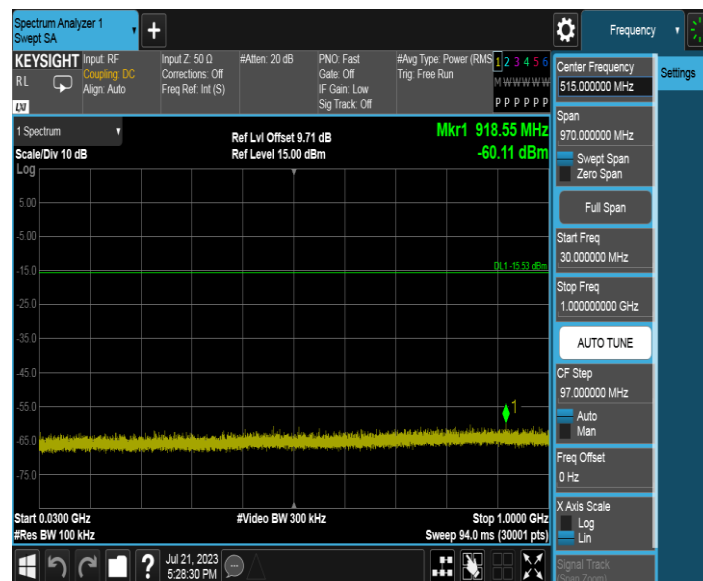 Spectrum Analyzer 1
Swept SA
+
Frequency
KEYSIGHT
RL
LXI
Input: RF
Coupling: DC
Align: Auto
Input Z: 50 Ω
Corrections: Off
Freq Ref: Int (S)
#Atten: 20 dB
PNO: Fast
Gate: Off
IF Gain: Low
Sig Track: Off
#Avg Type: Power (RMS
Trig: Free Run
1 2 3 4 5 6
M W W W W W
P P P P P P
1 Spectrum
Scale/Div 10 dB
Ref Lvl Offset 9.71 dB
Ref Level 15.00 dBm
Mkr1 918.55 MHz
-60.11 dBm
Log
5.00
-5.00
-15.0
-25.0
-35.0
-45.0
-55.0
-65.0
-75.0
DL1 -15.53 dBm
1
Start 0.0300 GHz
#Res BW 100 kHz
#Video BW 300 kHz
Stop 1.0000 GHz
Sweep 94.0 ms (30001 pts)
?
Jul 21, 2023
5:28:30 PM
Center Frequency
515.000000 MHz
Settings
Span
970.000000 MHz
Swept Span
Zero Span
Full Span
Start Freq
30.000000 MHz
Stop Freq
1.000000000 GHz
AUTO TUNE
CF Step
97.000000 MHz
Auto
Man
Freq Offset
0 Hz
X Axis Scale
Log
Lin
Signal Track
(Span Zoom)